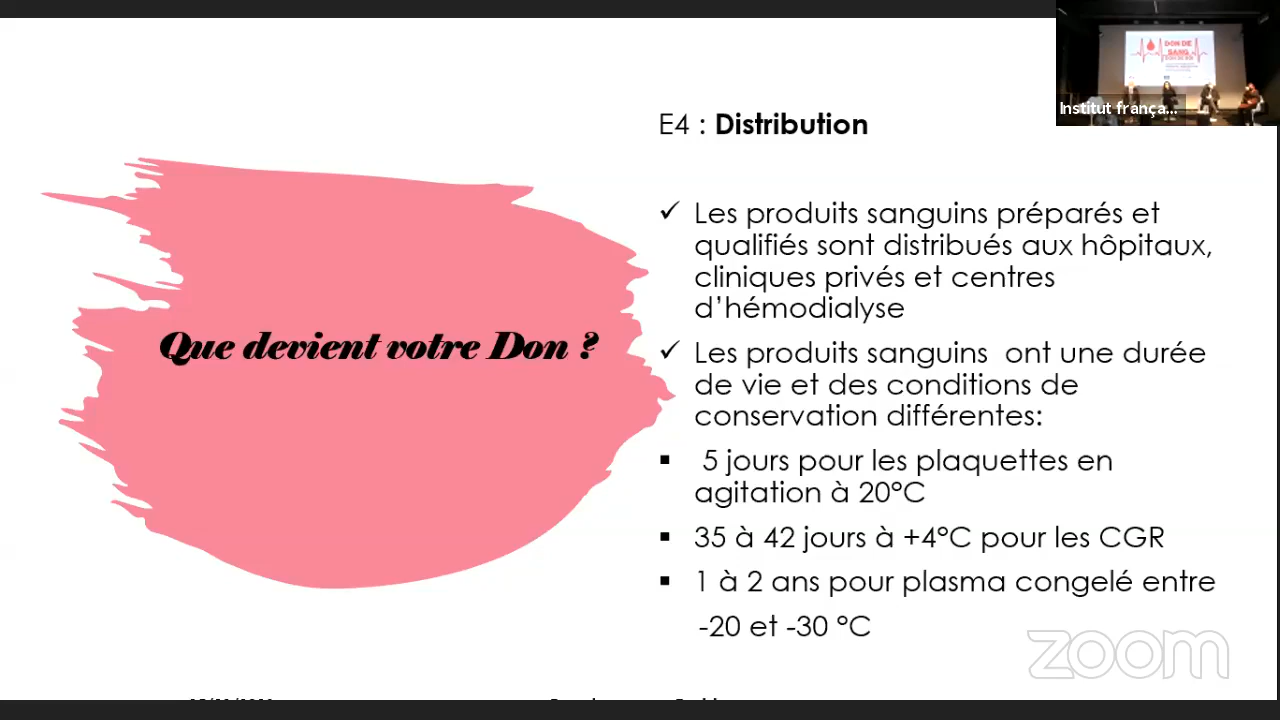 Institut frança...
DON DE
SANG
E4 : Distribution
Que devient votre Don ?
✓ Les produits sanguins préparés et
qualifiés sont distribués aux hôpitaux,
cliniques privés et centres
d’hémodialyse
✓ Les produits sanguins ont une durée
de vie et des conditions de
conservation différentes:
▪ 5 jours pour les plaquettes en
agitation à 20°C
▪ 35 à 42 jours à +4°C pour les CGR
▪ 1 à 2 ans pour plasma congelé entre
-20 et -30 °C
zoom